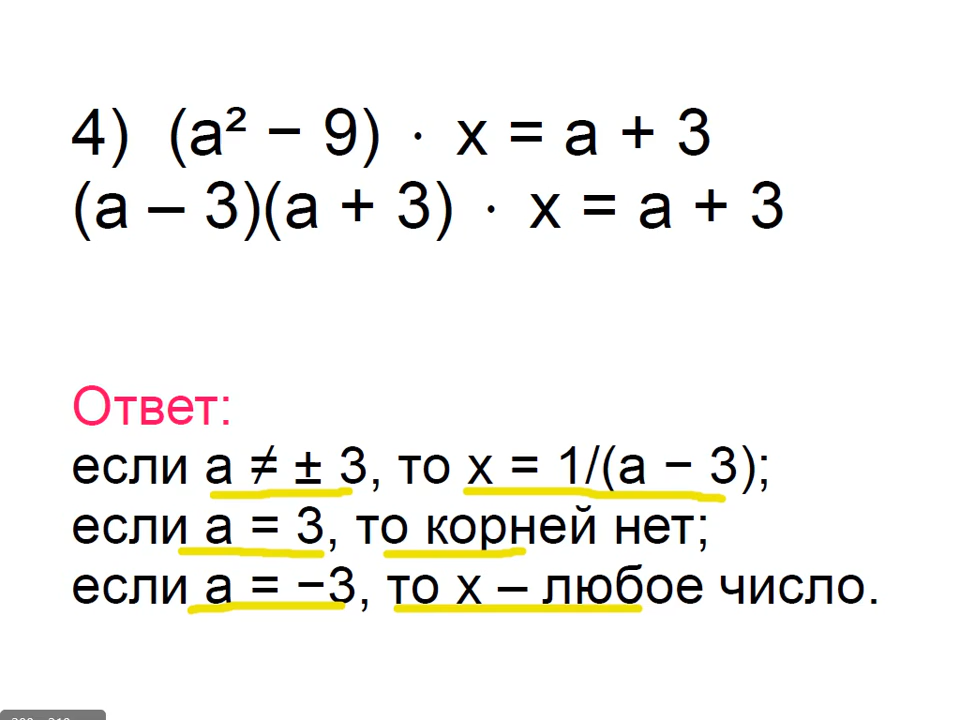 4) (а² − 9) · х = а + 3
(а – 3)(а + 3) · х = а + 3
Ответ:
если а ≠ ± 3, то х = 1/(а − 3);
если а = 3, то корней нет;
если а = −3, то х – любое число.